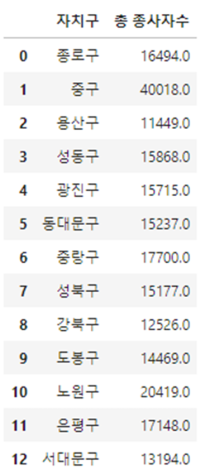 자치구 총 종사자수
0 종로구 16494.0
1 중구 40018.0
2 용산구 11449.0
3 성동구 15868.0
4 광진구 15715.0
5 동대문구 15237.0
6 중랑구 17700.0
7 성북구 15177.0
8 강북구 12526.0
9 도봉구 14469.0
10 노원구 20419.0
11 은평구 17148.0
12 서대문구 13194.0